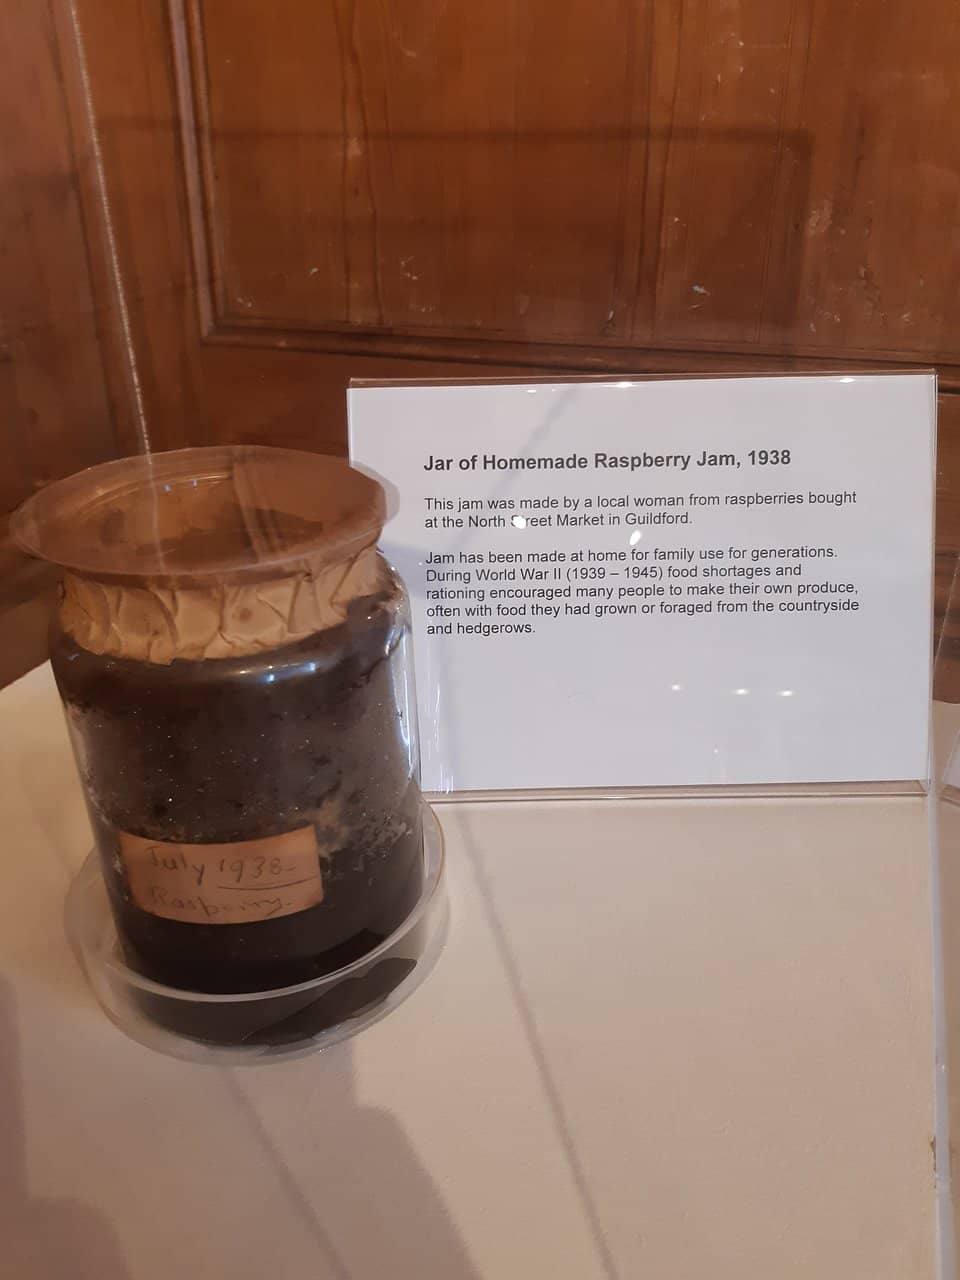 Jar of Homemade Raspberry Jam, 1938
This jam was made by a local woman from raspberries bought
at the North Street Market in Guildford.
Jam has been made at home for family use for generations.
During World War II (1939 – 1945) food shortages and
rationing encouraged many people to make their own produce,
often with food they had grown or foraged from the countryside
and hedgerows.
July 1938-
Raspberry.